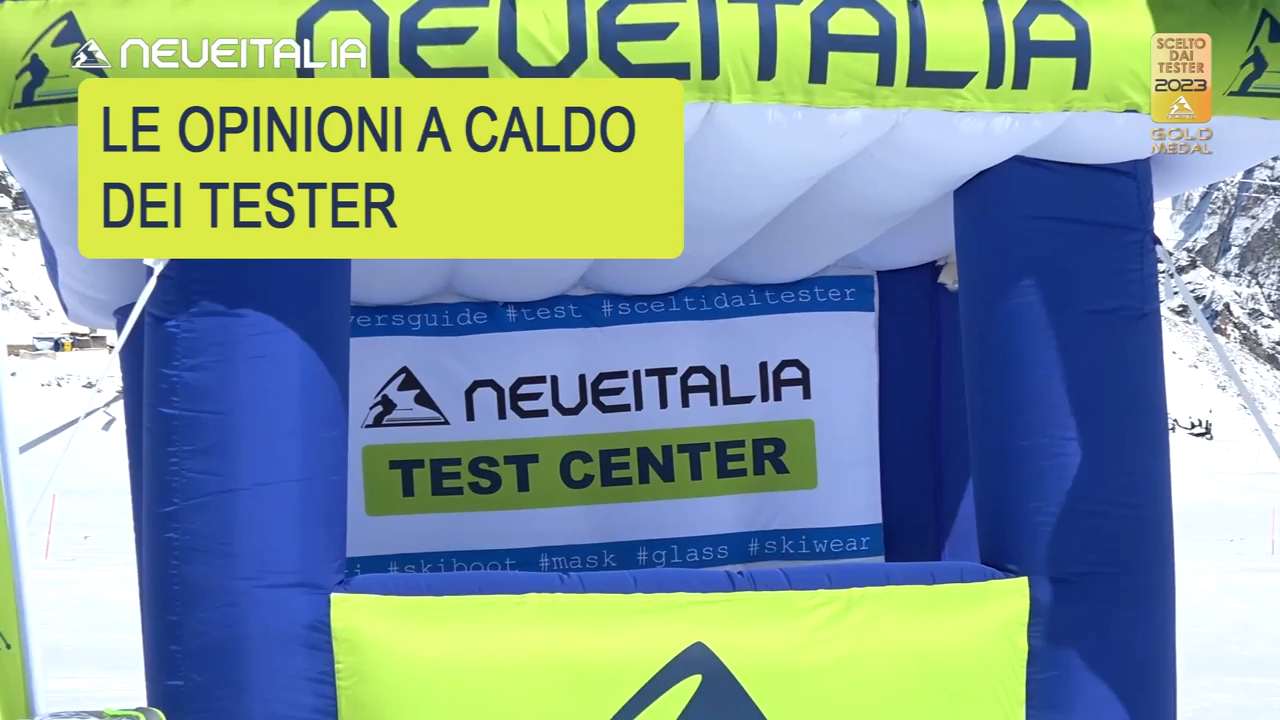 NEVEITALIA
NEVEITALIA
SCELTO
DAI
TESTER
2023
GOLD
MEDAL
LE OPINIONI A CALDO
DEI TESTER
#test #sceltidaitester
NEVEITALIA
TEST CENTER
#skiboot #mask #glass #skiwear